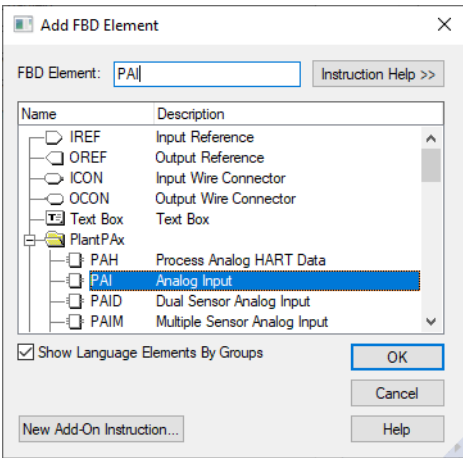 Add FBD Element
FBD Element: PAI Instruction Help >>
Name Description
IREF Input Reference
OREF Output Reference
ICON Input Wire Connector
OCON Output Wire Connector
Text Box Text Box
PlantPAx
PAH Process Analog HART Data
PAI Analog Input
PAID Dual Sensor Analog Input
PAIM Multiple Sensor Analog Input
Show Language Elements By Groups OK
Cancel
New Add-On Instruction... Help